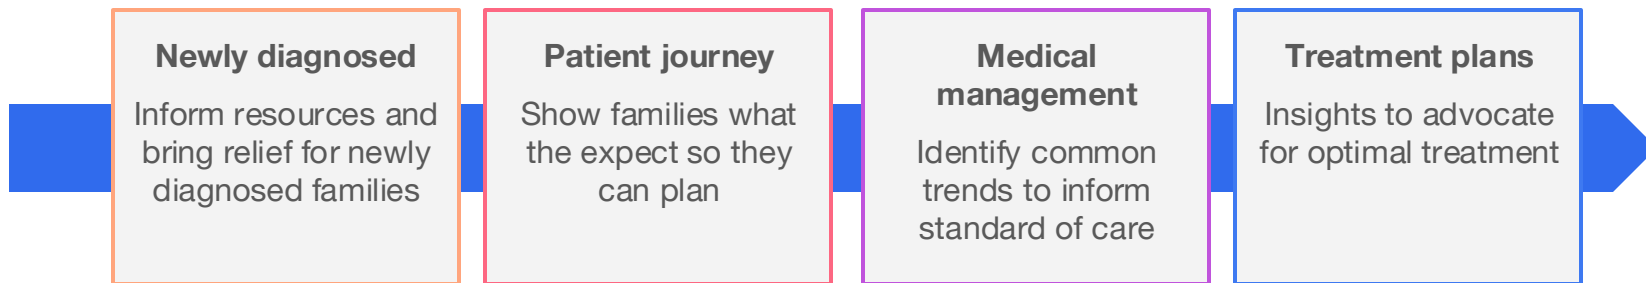 Newly diagnosed
Inform resources and
bring relief for newly
diagnosed families
Patient journey
Show families what
the expect so they
can plan
Medical
management
Identify common
trends to inform
standard of care
Treatment plans
Insights to advocate
for optimal treatment